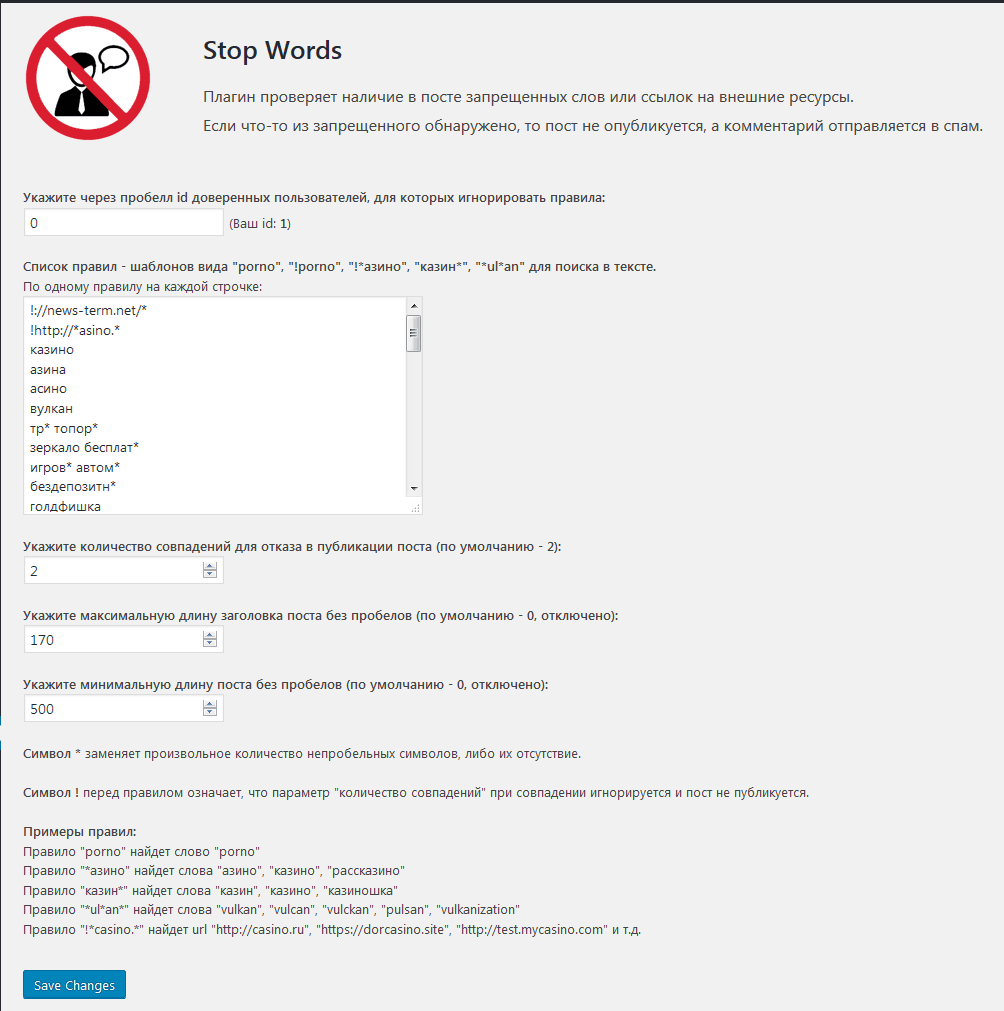 Stop Words
Плагин проверяет наличие в посте запрещенных слов или ссылок на внешние ресурсы.
Если что-то из запрещенного обнаружено, то пост не опубликуется, а комментарий отправляется в спам.
Укажите через пробелл id доверенных пользователей, для которых игнорировать правила:
0 (Ваш id: 1)
Список правил - шаблонов вида "porno", "!porno", "!*азино", "казин*", "*ul*an" для поиска в тексте.
По одному правилу на каждой строчке:
!://news-term.net/*
!http://*asino.*
казино
азина
асино
вулкан
тр* топор*
зеркало бесплат*
игров* автом*
бездепозитн*
голдфишка
Укажите количество совпадений для отказа в публикации поста (по умолчанию - 2):
2
Укажите максимальную длину заголовка поста без пробелов (по умолчанию - 0, отключено):
170
Укажите минимальную длину поста без пробелов (по умолчанию - 0, отключено):
500
Символ * заменяет произвольное количество непробельных символов, либо их отсутствие.
Символ ! перед правилом означает, что параметр "количество совпадений" при совпадении игнорируется и пост не публикуется.
Примеры правил:
Правило "porno" найдет слово "porno"
Правило "*азино" найдет слова "азино", "казино", "рассказино"
Правило "казин*" найдет слова "казин", "казино", "казиношка"
Правило "*ul*an*" найдет слова "vulkan", "vulcan", "vulckan", "pulsan", "vulkanization"
Правило "!*casino.*" найдет url "http://casino.ru", "https://dorcasino.site", "http://test.mycasino.com" и т.д.
Save Changes